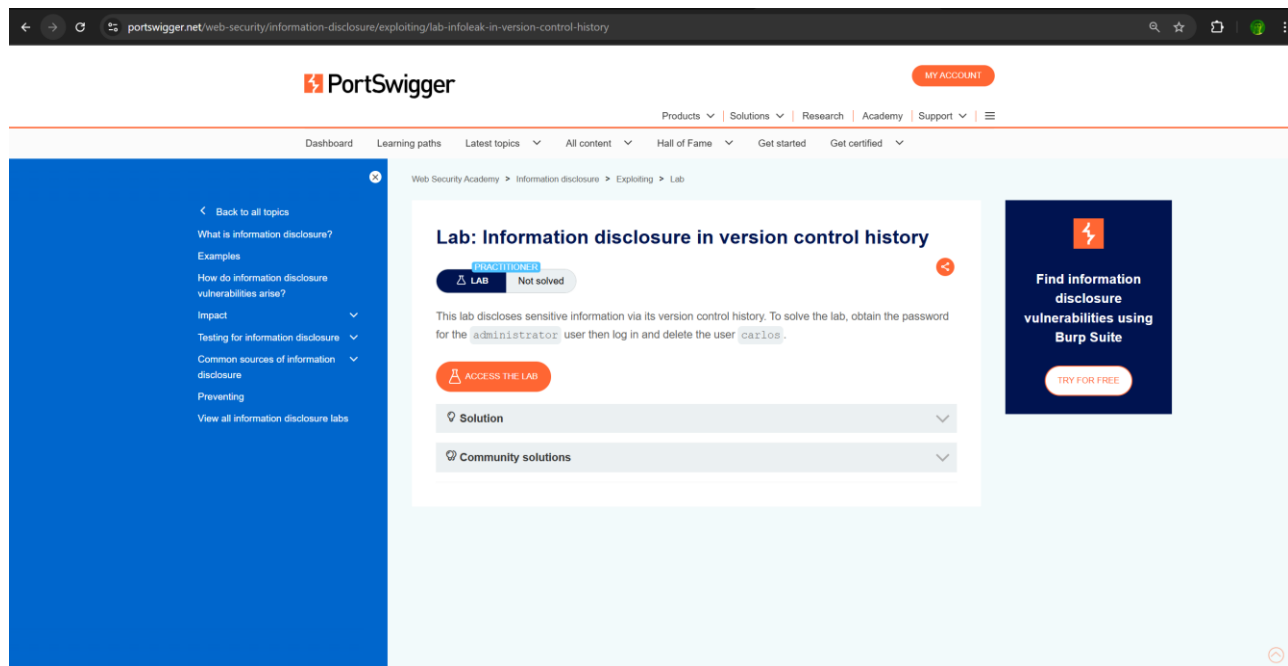 portswigger.net/web-security/information-disclosure/exploiting/lab-infoleak-in-version-control-history
PortSwigger
MY ACCOUNT
Products | Solutions | Research | Academy | Support
Dashboard Learning paths Latest topics All content Hall of Fame Get started Get certified
Back to all topics
What is information disclosure?
Examples
How do information disclosure
vulnerabilities arise?
Impact
Testing for information disclosure
Common sources of information
disclosure
Preventing
View all information disclosure labs
Web Security Academy > Information disclosure > Exploiting > Lab
Lab: Information disclosure in version control history
PRACTITIONER
LAB Not solved
This lab discloses sensitive information via its version control history. To solve the lab, obtain the password
for the administrator user then log in and delete the user carlos.
ACCESS THE LAB
Solution
Community solutions
Find information
disclosure
vulnerabilities using
Burp Suite
TRY FOR FREE